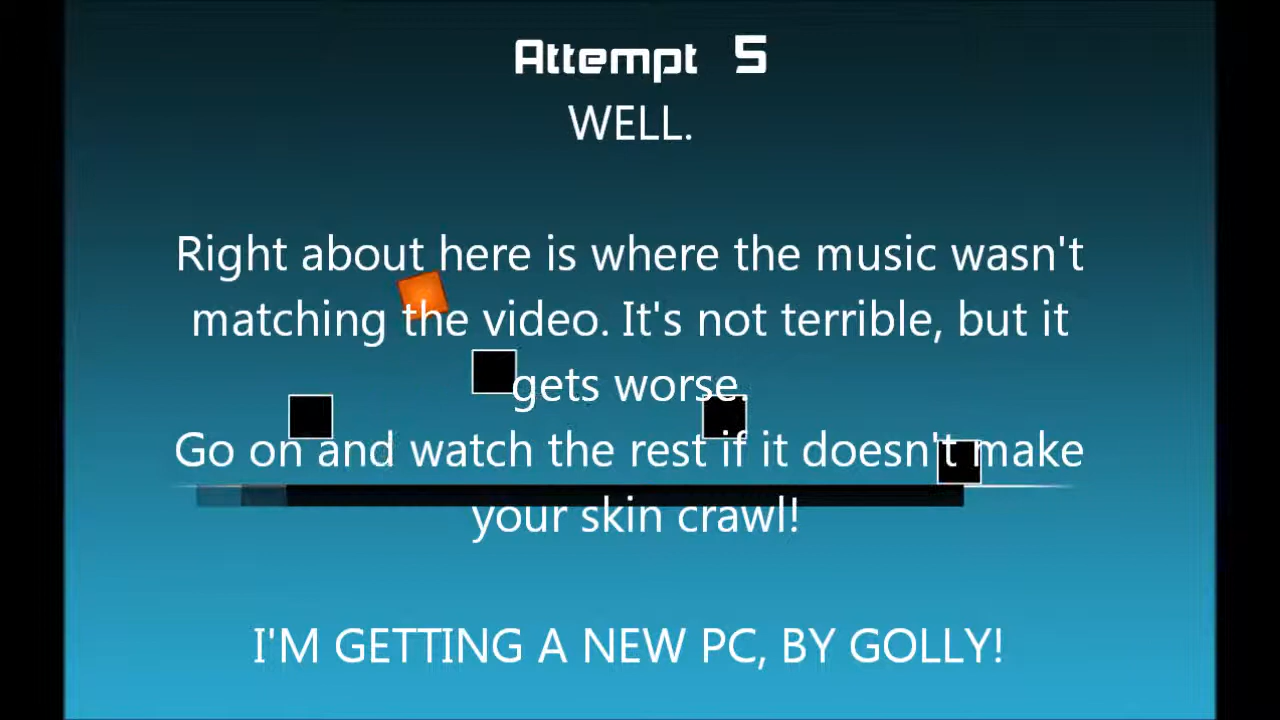 Attempt 5
WELL.
Right about here is where the music wasn't
matching the video. It's not terrible, but it
gets worse.
Go on and watch the rest if it doesn't make
your skin crawl!
I'M GETTING A NEW PC, BY GOLLY!